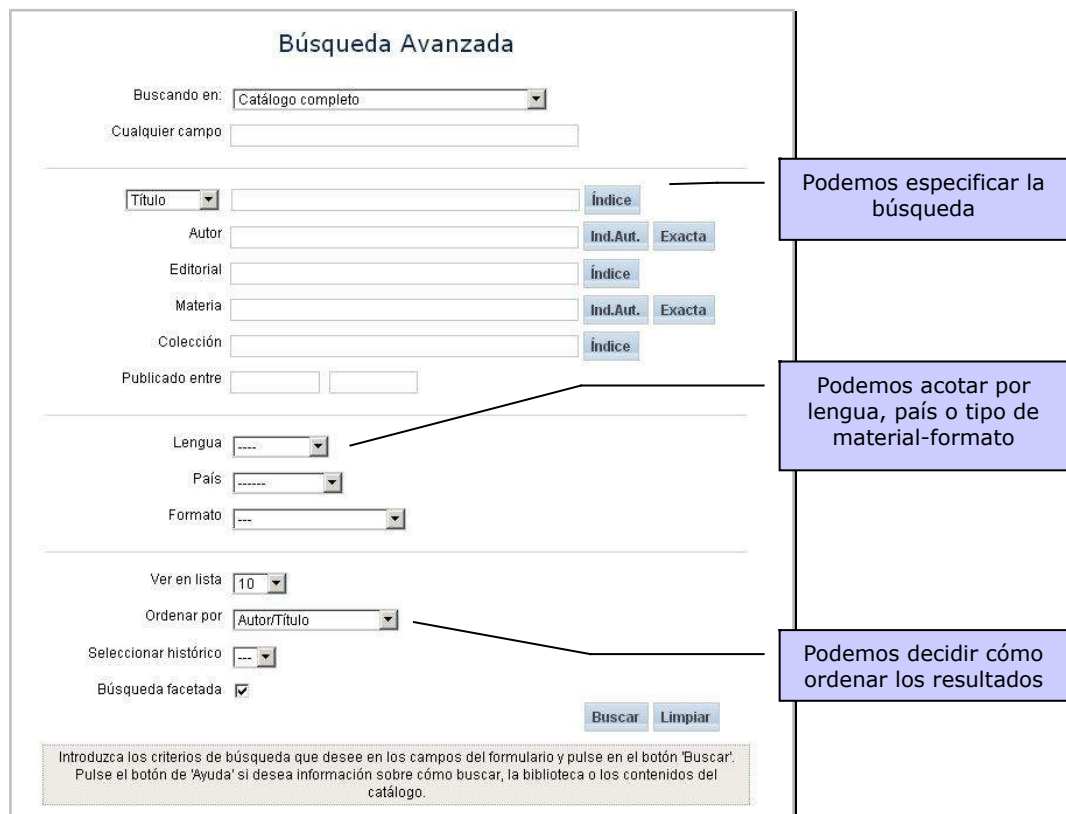 Búsqueda Avanzada
Buscando en: Catálogo completo
Cualquier campo
Título Índice
Podemos especificar la
búsqueda
Autor Ind.Aut. Exacta
Editorial Índice
Materia Ind.Aut. Exacta
Colección Índice
Publicado entre
Podemos acotar por
lengua, país o tipo de
material-formato
Lengua ----
País ------
Formato ---
Ver en lista 10
Ordenar por Autor/Título
Seleccionar histórico ---
Podemos decidir cómo
ordenar los resultados
Búsqueda facetada
Buscar Limpiar
Introduzca los criterios de búsqueda que desee en los campos del formulario y pulse en el botón 'Buscar'.
Pulse el botón de 'Ayuda' si desea información sobre cómo buscar, la biblioteca o los contenidos del
catálogo.